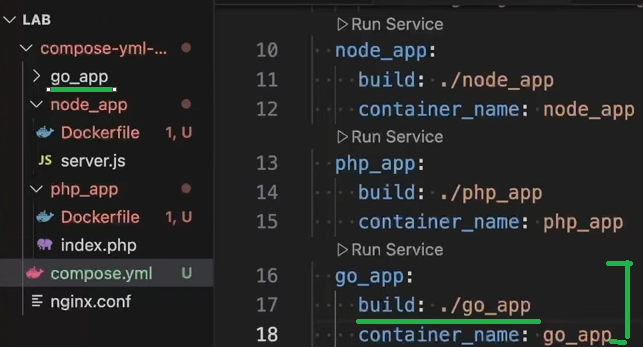 LAB
compose-yml-...
go_app
node_app
Dockerfile 1, U
JS server.js
php_app
Dockerfile 1, U
index.php
compose.yml U
nginx.conf
Run Service
10 node_app:
11 build: ./node_app
12 container_name: node_app
Run Service
13 php_app:
14 build: ./php_app
15 container_name: php_app
Run Service
16 go_app:
17 build: ./go_app
18 container_name: go_app